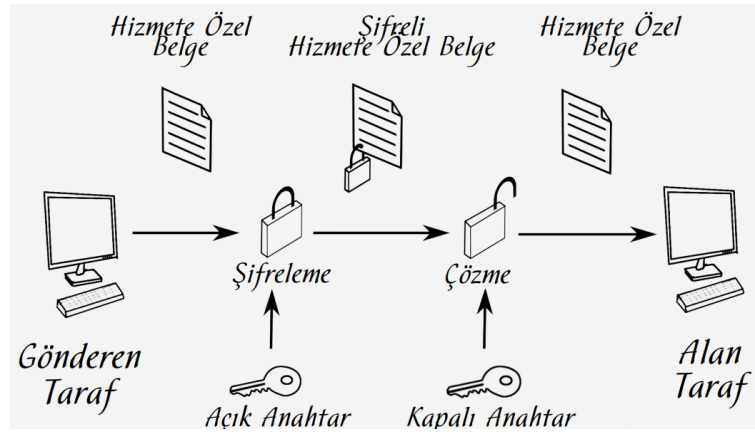 Hizmete Özel
Belge
Şifreli
Hizmete Özel Belge
Hizmete Özel
Belge
Şifreleme
Çözme
Gönderen
Taraf
Alan
Taraf
Açık Anahtar
Kapalı Anahtar